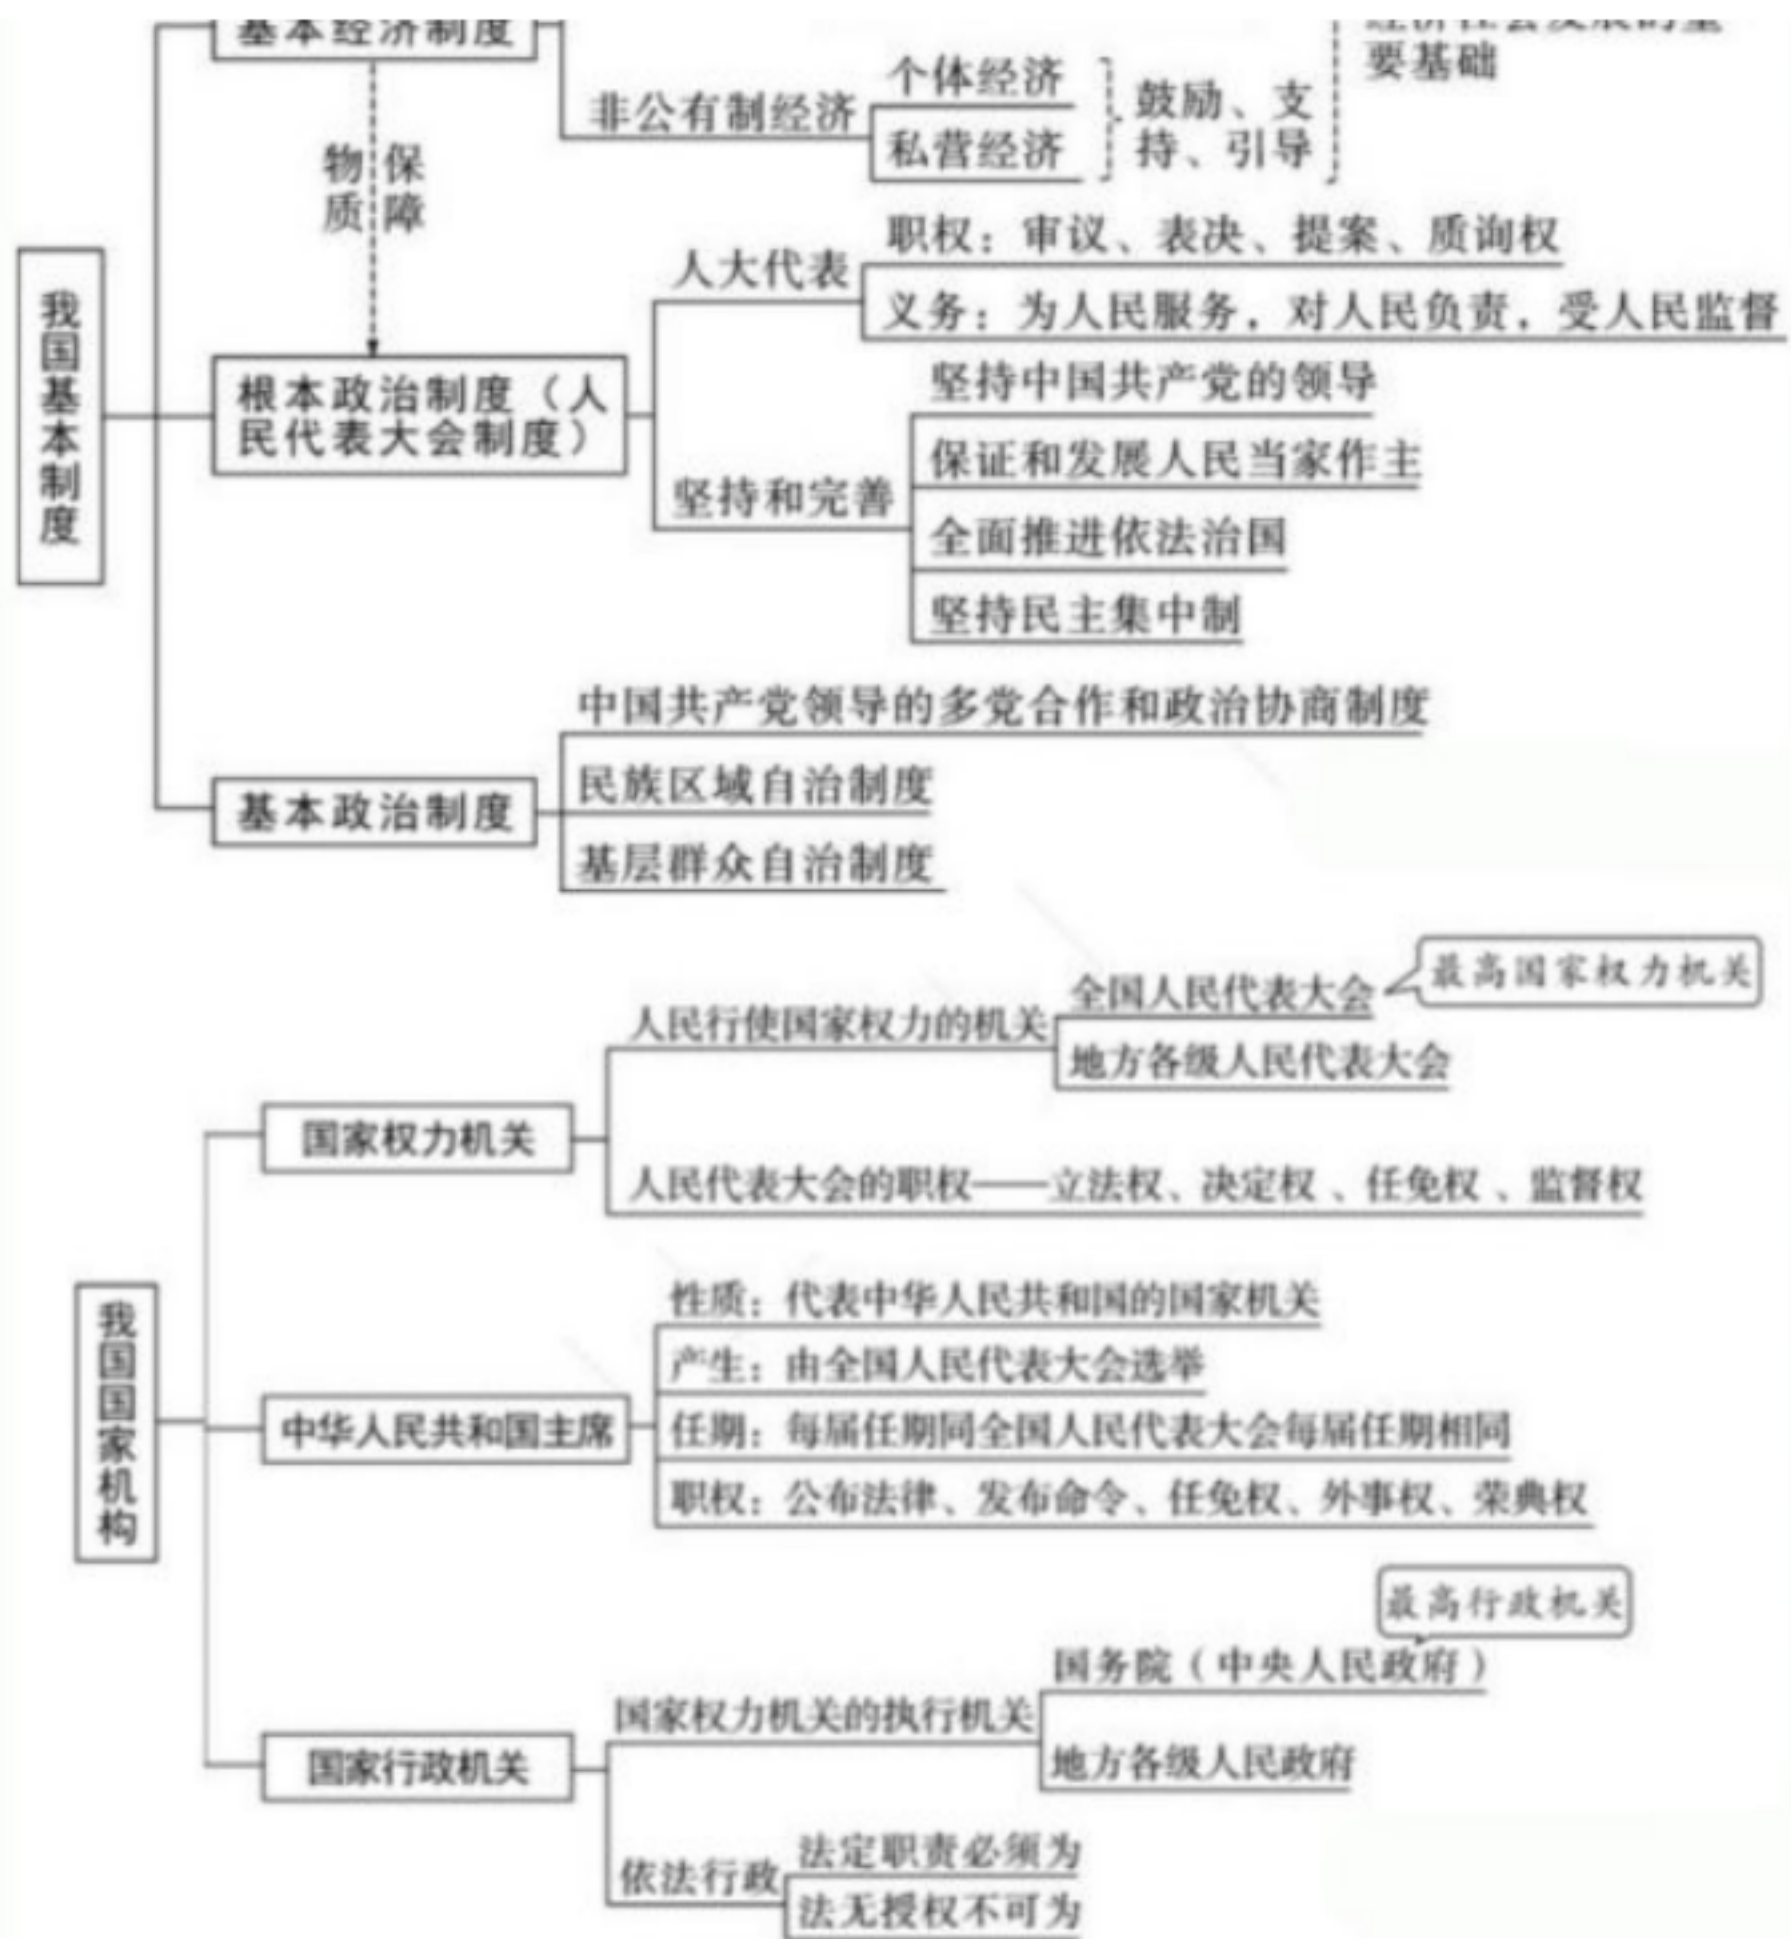 基本经济制度
要基础
非公有制经济
个体经济
私营经济
鼓励、支
持、引导
物质
保障
我国基本制度
人大代表
职权：审议、表决、提案、质询权
义务：为人民服务，对人民负责，受人民监督
根本政治制度（人
民代表大会制度）
坚持和完善
坚持中国共产党的领导
保证和发展人民当家作主
全面推进依法治国
坚持民主集中制
基本政治制度
中国共产党领导的多党合作和政治协商制度
民族区域自治制度
基层群众自治制度
我国国家机构
国家权力机关
人民行使国家权力的机关
全国人民代表大会
最高国家权力机关
地方各级人民代表大会
人民代表大会的职权——立法权、决定权、任免权、监督权
中华人民共和国主席
性质：代表中华人民共和国的国家机关
产生：由全国人民代表大会选举
任期：每届任期同全国人民代表大会每届任期相同
职权：公布法律、发布命令、任免权、外事权、荣典权
国家行政机关
国家权力机关的执行机关
最高行政机关
国务院（中央人民政府）
地方各级人民政府
依法行政
法定职责必须为
法无授权不可为